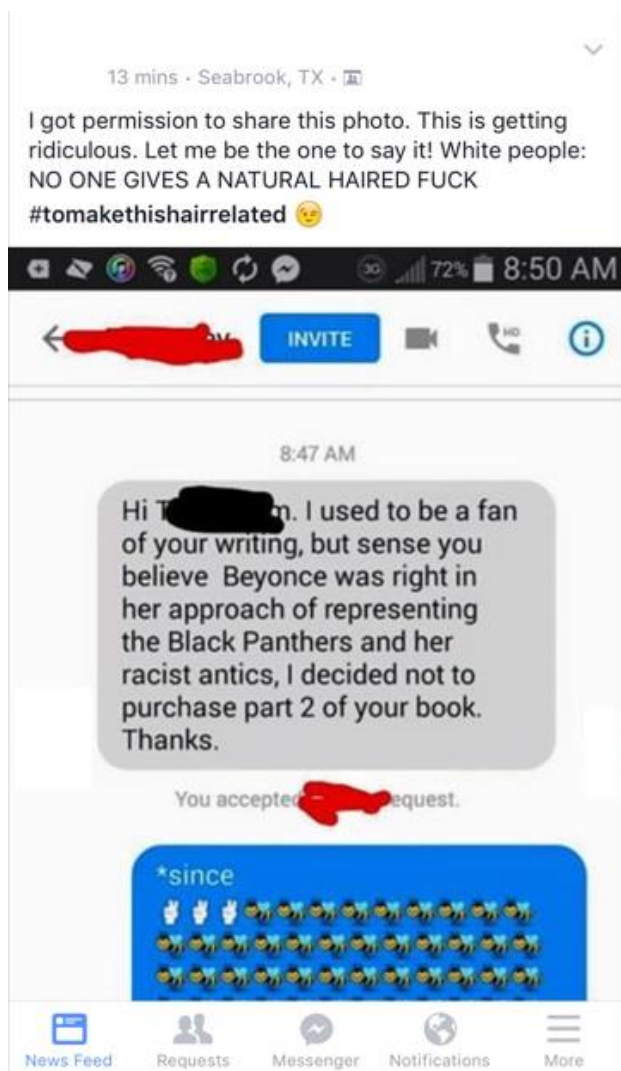 13 mins · Seabrook, TX ·
I got permission to share this photo. This is getting
ridiculous. Let me be the one to say it! White people:
NO ONE GIVES A NATURAL HAIRED FUCK
#tomakethishairrelated 😉
3G 72% 8:50 AM
INVITE HD
8:47 AM
Hi T m. I used to be a fan
of your writing, but sense you
believe Beyonce was right in
her approach of representing
the Black Panthers and her
racist antics, I decided not to
purchase part 2 of your book.
Thanks.
You accepted equest.
*since
News Feed Requests Messenger Notifications More